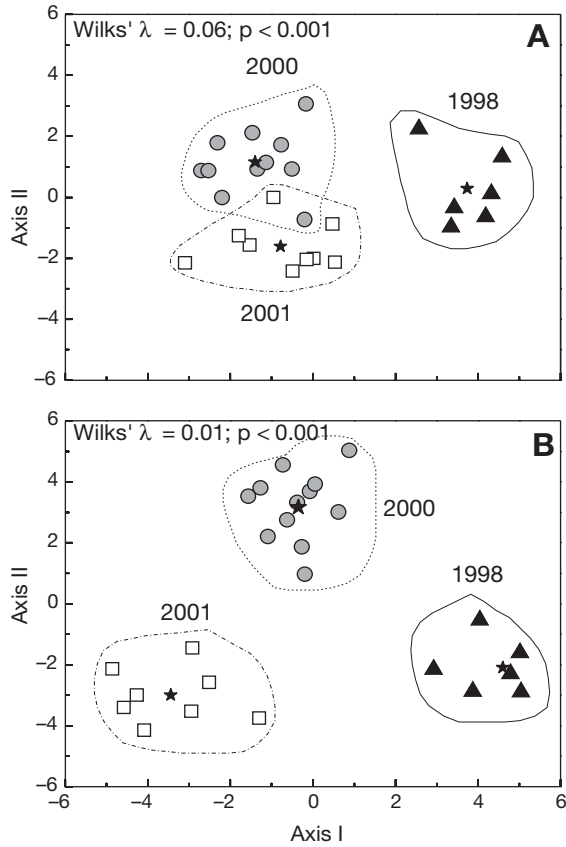 Wilks' λ = 0.06; p < 0.001
A
2000
1998
2001
Axis II
6
4
2
0
−2
−4
−6
Wilks' λ = 0.01; p < 0.001
B
2000
1998
2001
Axis II
6
4
2
0
−2
−4
−6
−6 −4 −2 0 2 4 6
Axis I